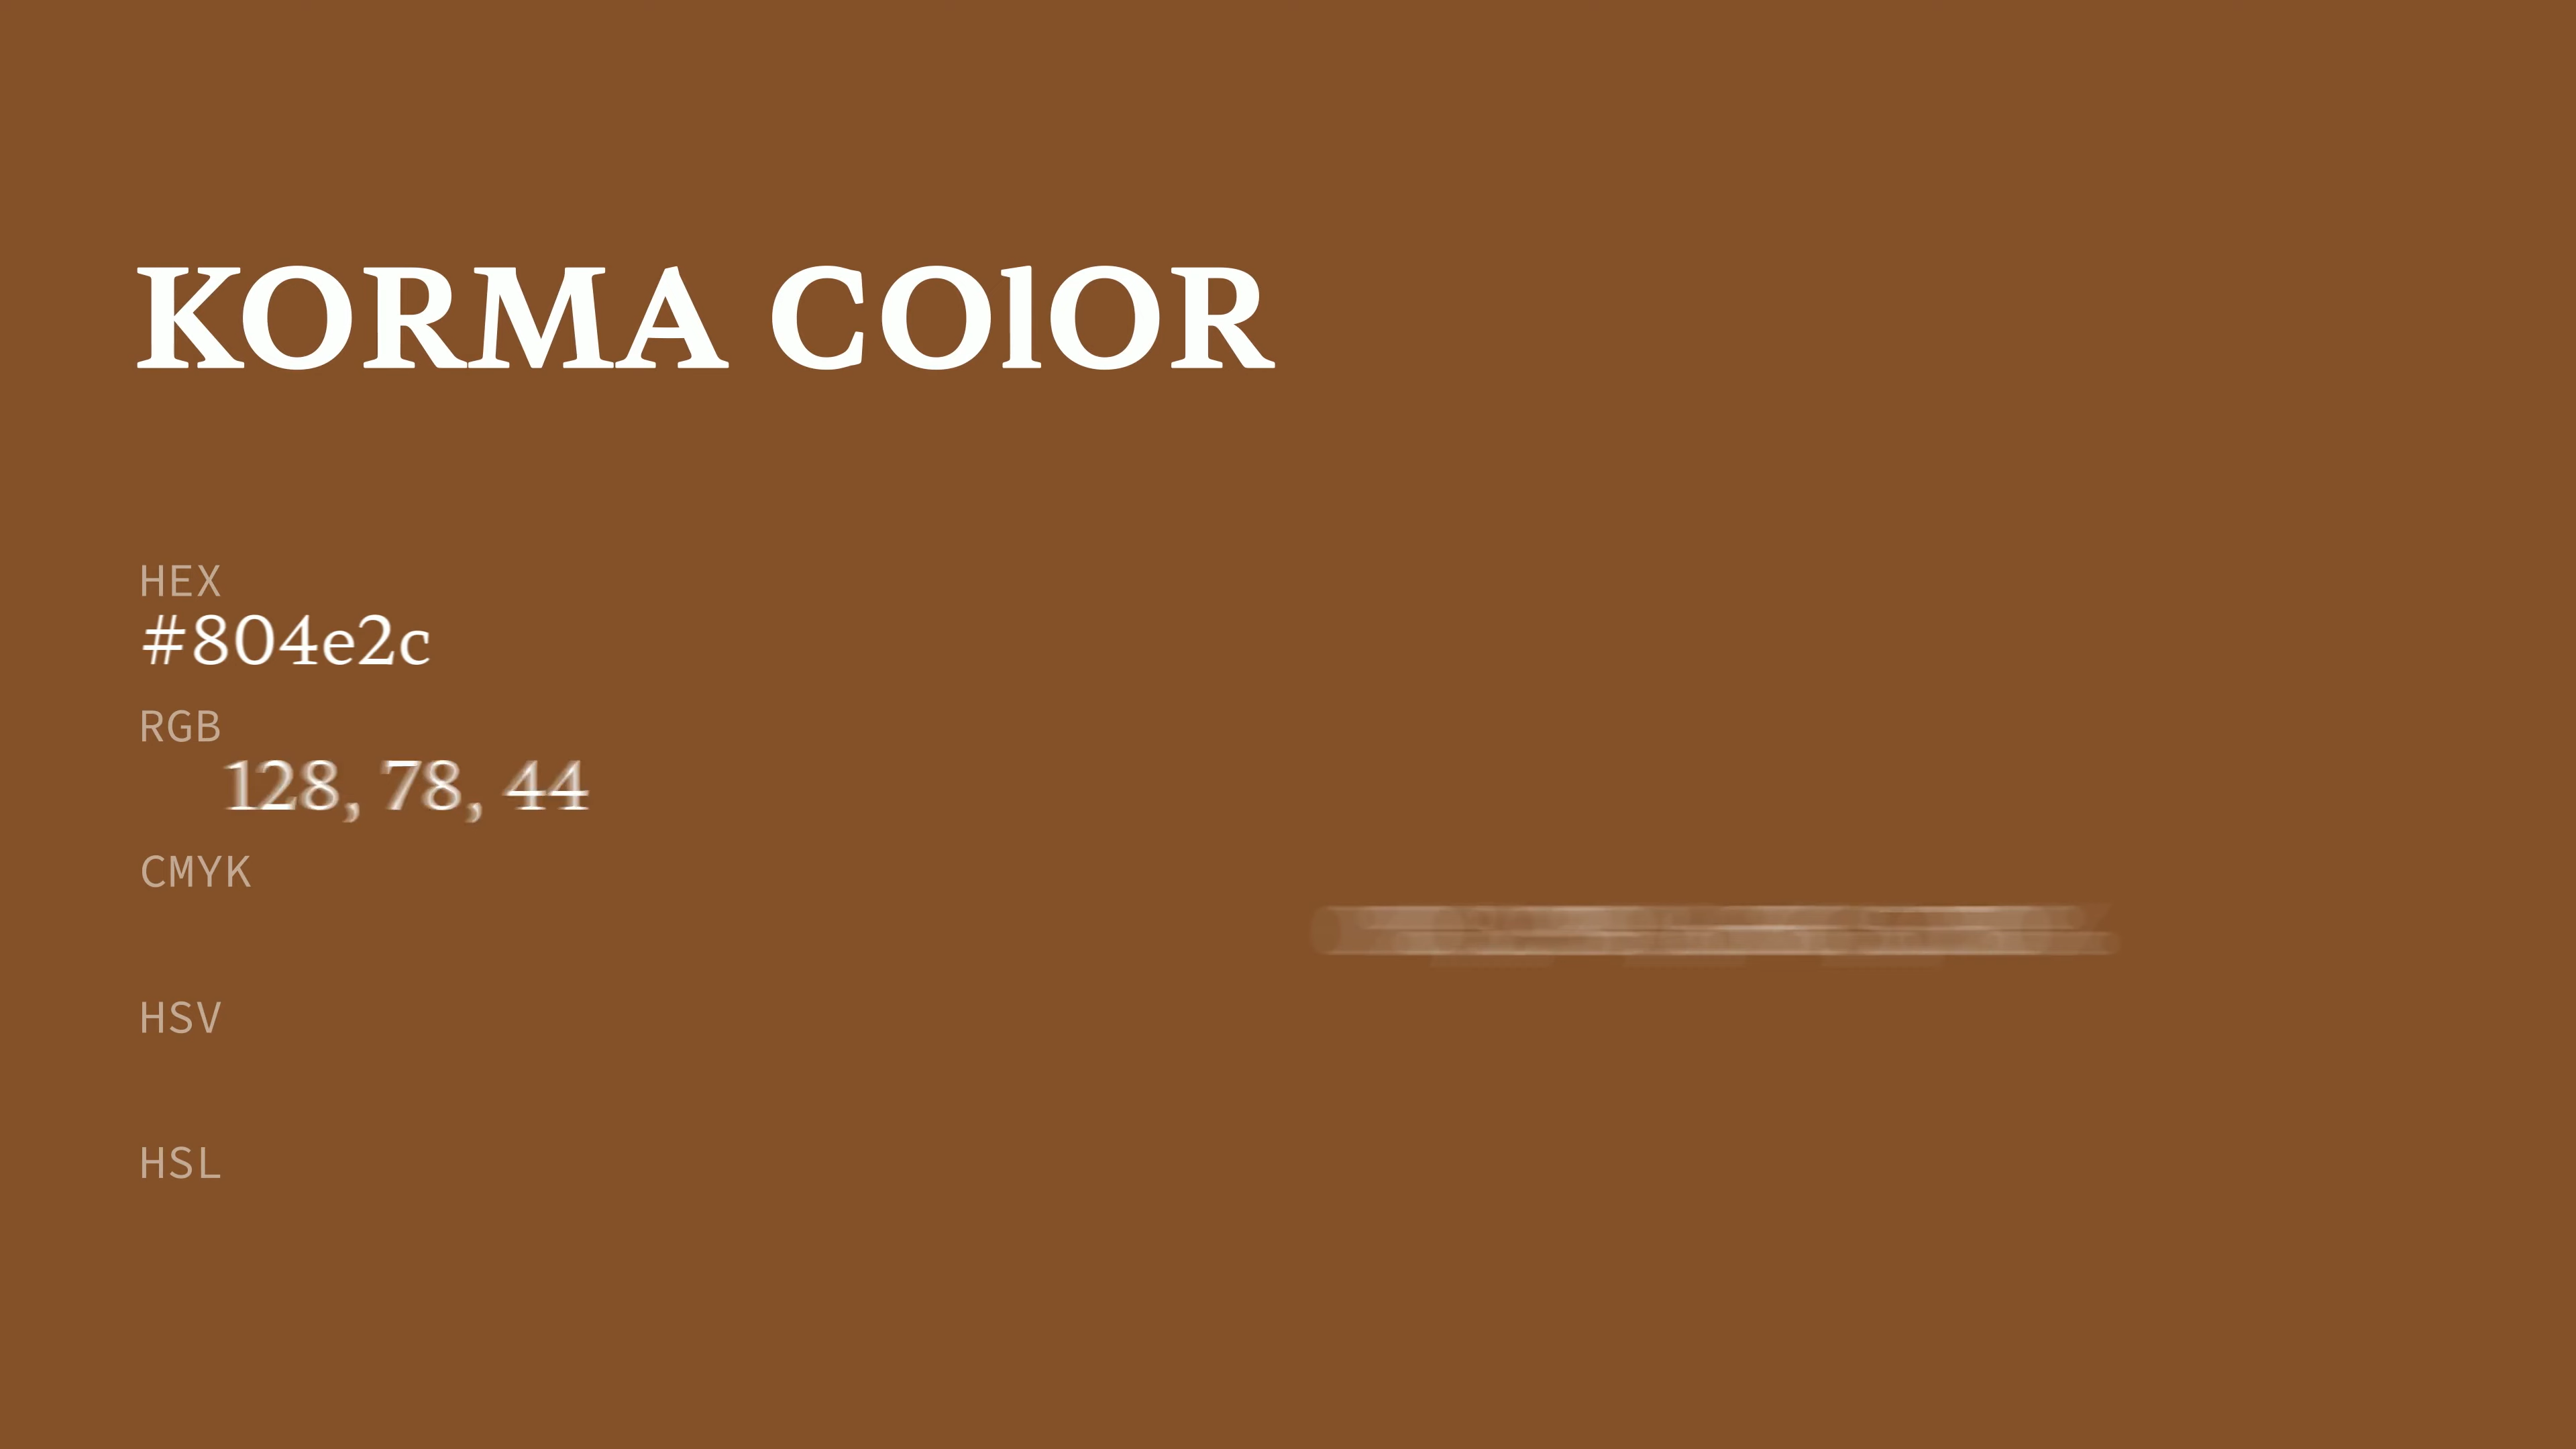 KORMA COlOR
HEX
#804e2c
RGB
128, 78, 44
CMYK
HSV
HSL